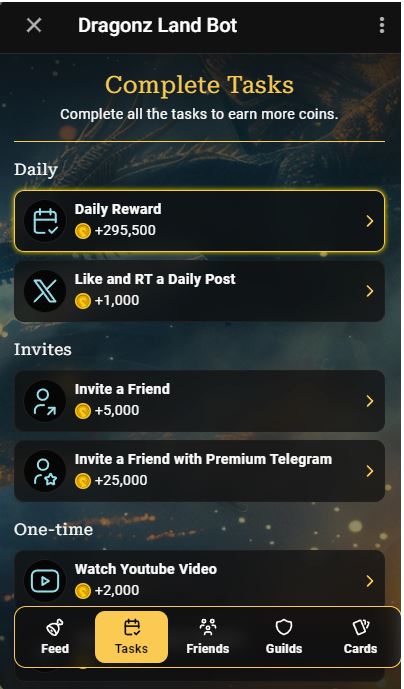 Dragonz Land Bot
Complete Tasks
Complete all the tasks to earn more coins.
Daily
Daily Reward
+295,500
Like and RT a Daily Post
+1,000
Invites
Invite a Friend
+5,000
Invite a Friend with Premium Telegram
+25,000
One-time
Watch Youtube Video
+2,000
Feed Tasks Friends Guilds Cards